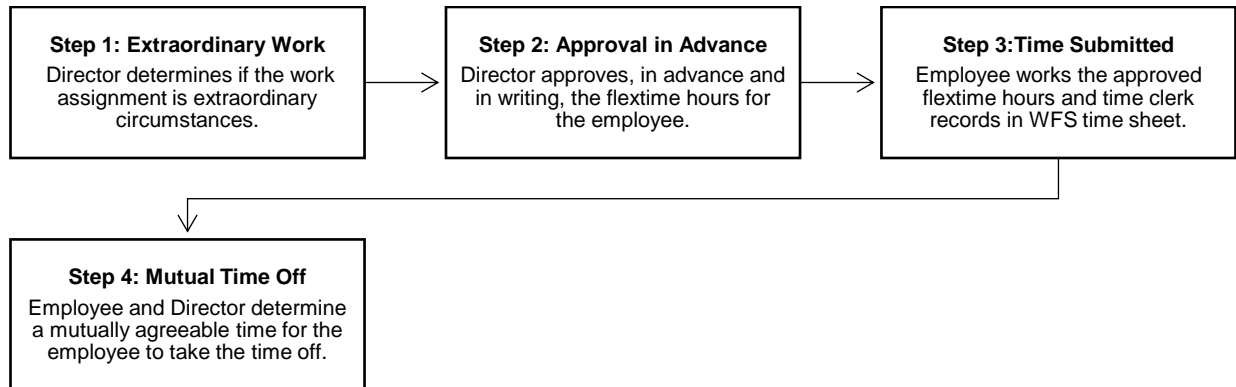 Step 1: Extraordinary Work
Director determines if the work
assignment is extraordinary
circumstances.
Step 2: Approval in Advance
Director approves, in advance and
in writing, the flextime hours for
the employee.
Step 3:Time Submitted
Employee works the approved
flextime hours and time clerk
records in WFS time sheet.
Step 4: Mutual Time Off
Employee and Director determine
a mutually agreeable time for the
employee to take the time off.